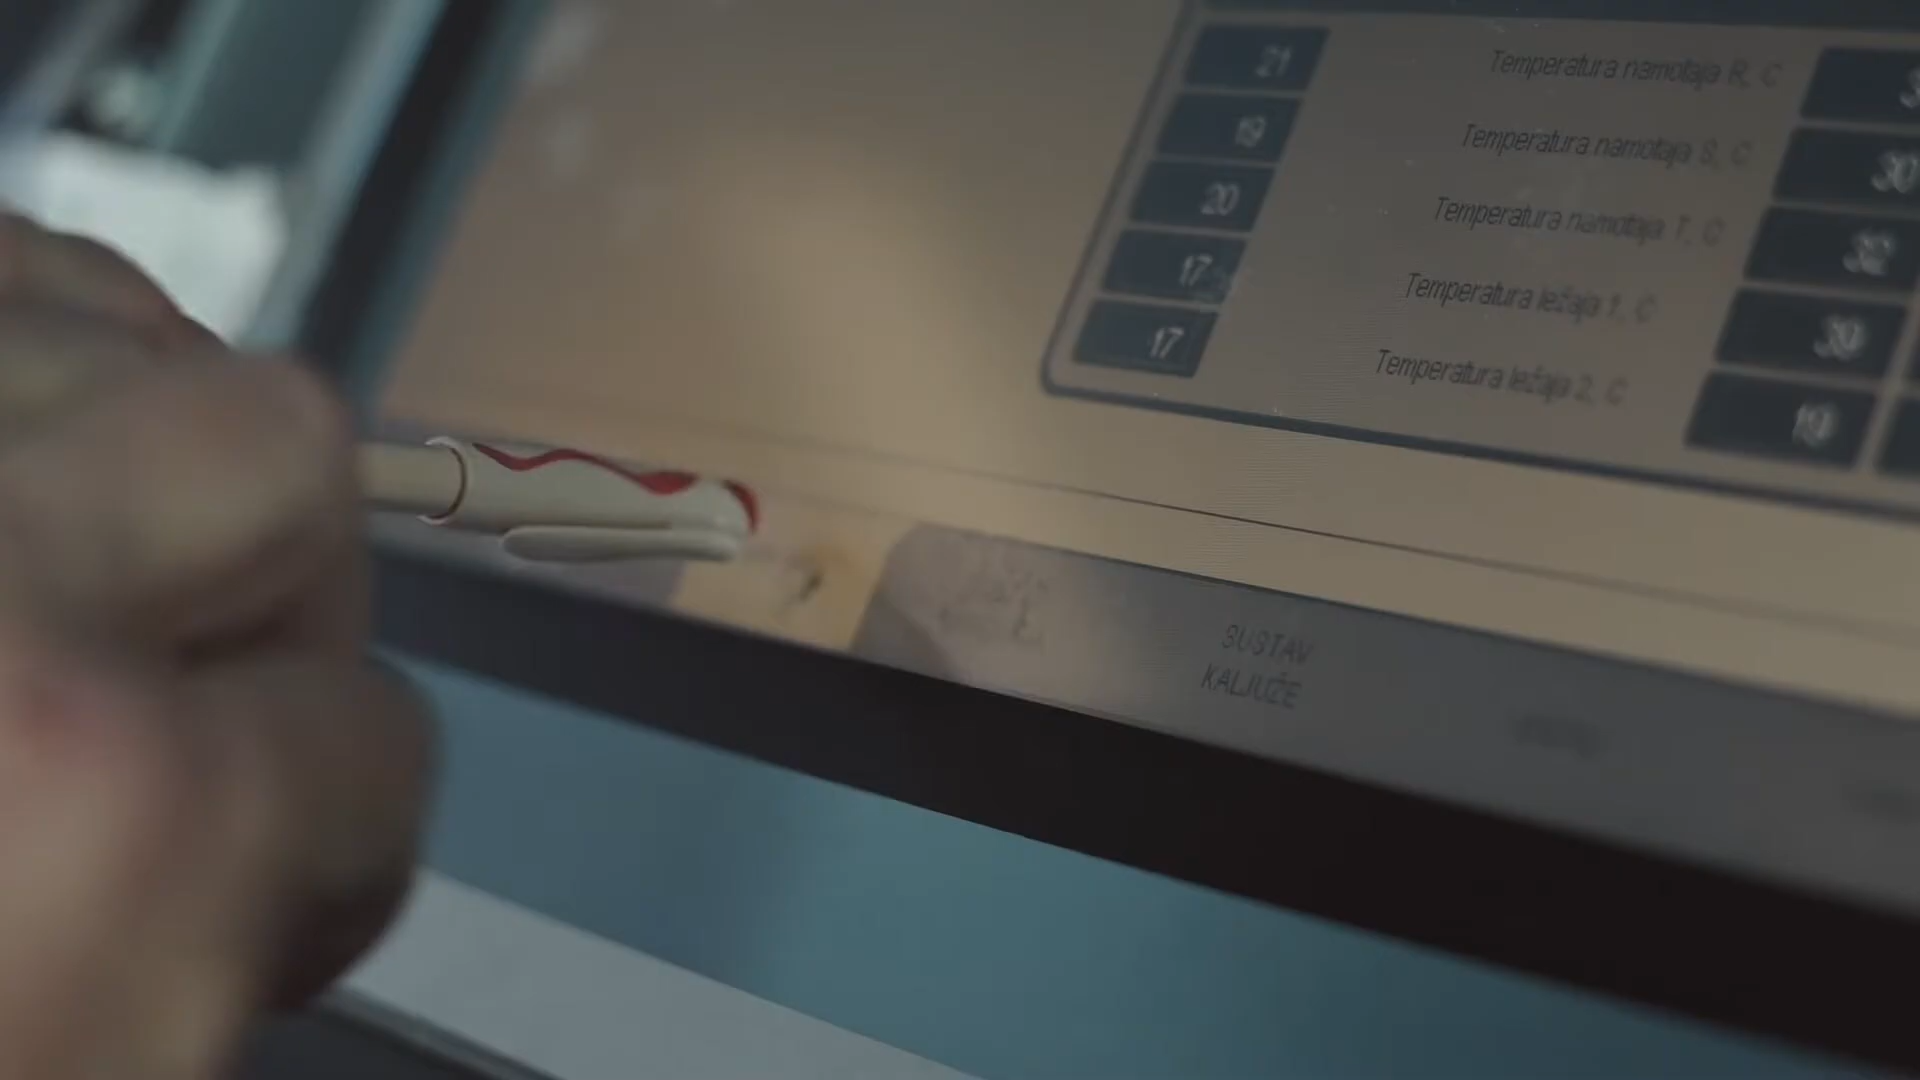 21 Temperatura namotaja R, C
19 Temperatura namotaja S, C 30
20 Temperatura namotaja T, C 32
17 Temperatura ležaja 1, C
17 Temperatura ležaja 2, C 19
SUSTAV
KALJUŽE